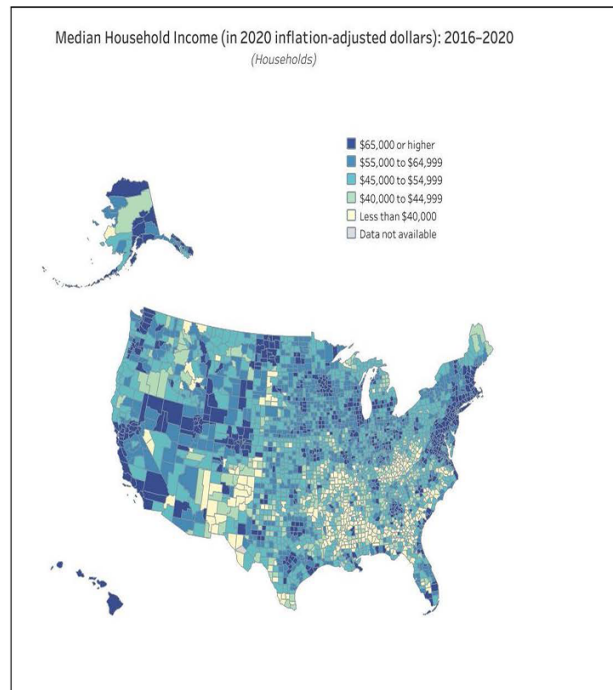 Median Household Income (in 2020 inflation-adjusted dollars): 2016–2020
(Households)
$65,000 or higher
$55,000 to $64,999
$45,000 to $54,999
$40,000 to $44,999
Less than $40,000
Data not available